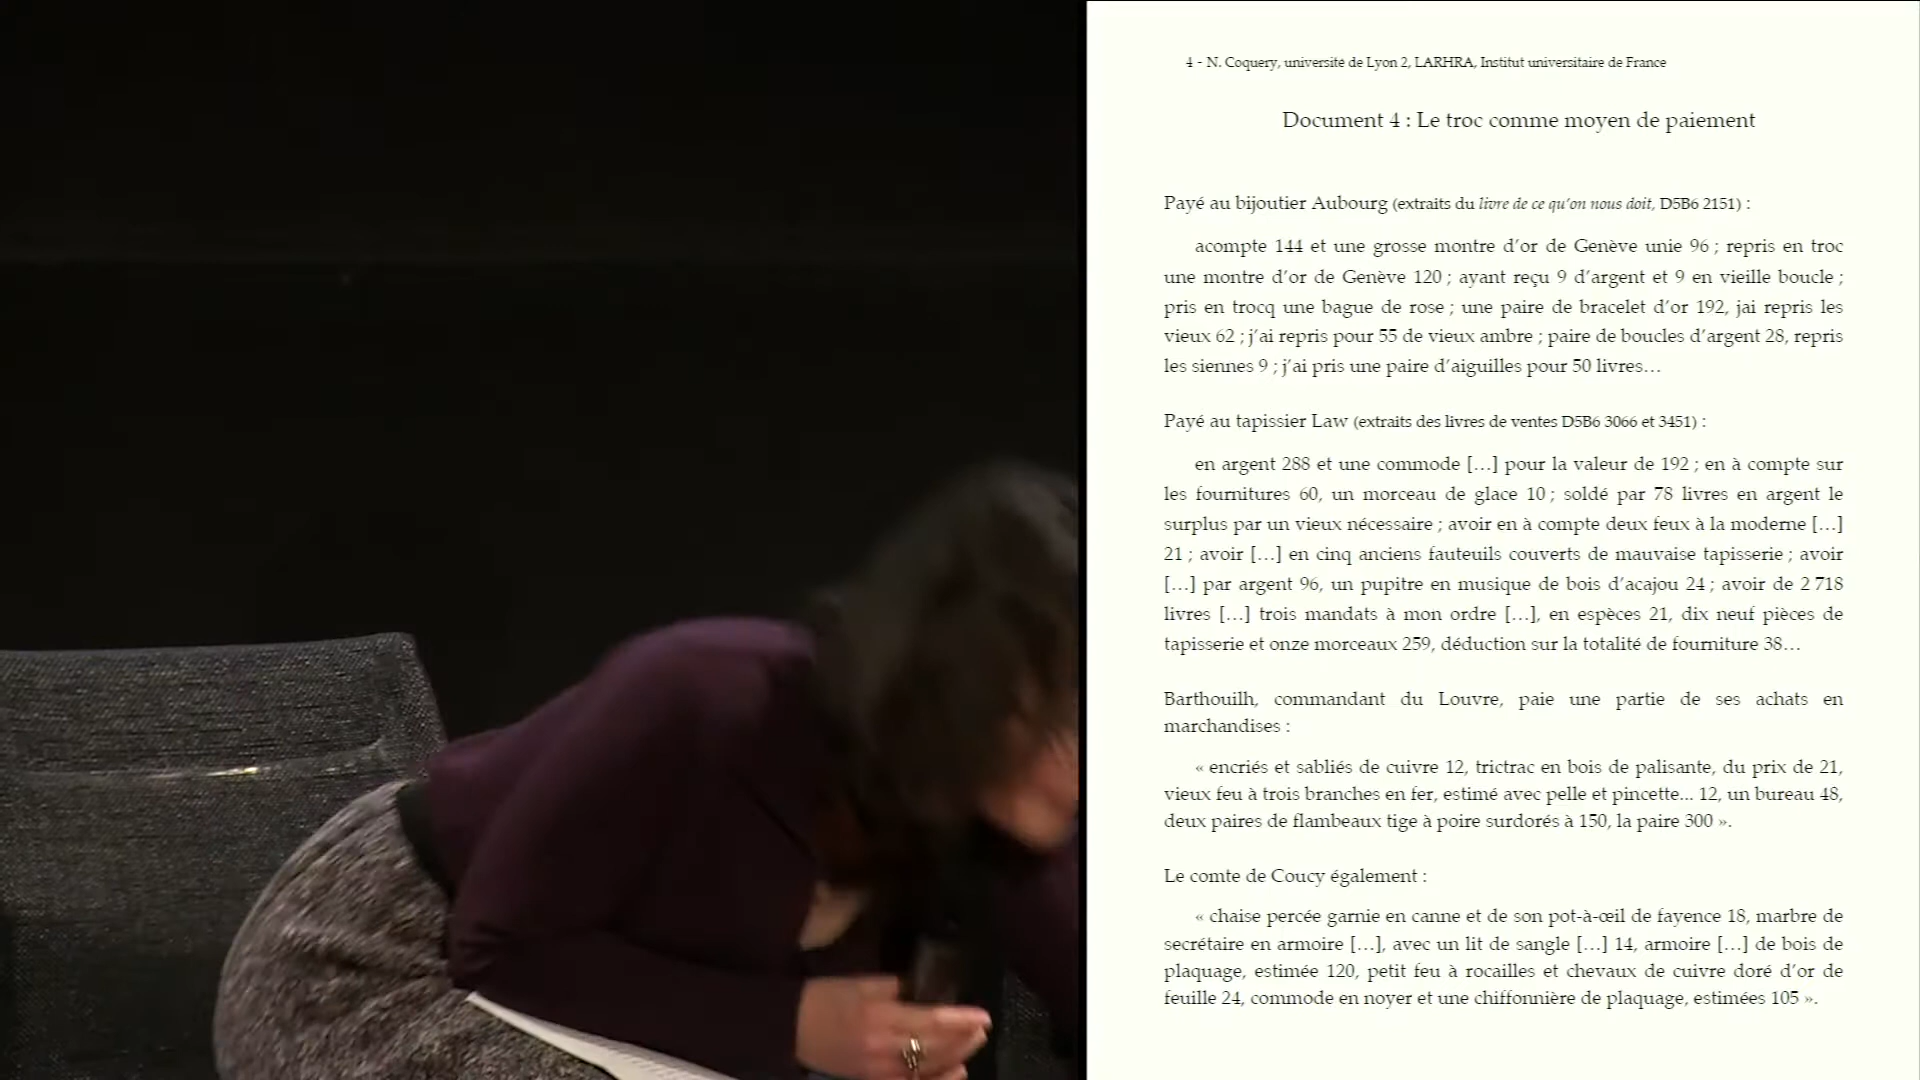 4 - N. Coquery, université de Lyon 2, LARHRA, Institut universitaire de France
Document 4 : Le troc comme moyen de paiement
Payé au bijoutier Aubourg (extraits du livre de ce qu'on nous doit, D5B6 2151) :
acompte 144 et une grosse montre d'or de Genève unie 96 ; repris en troc
une montre d'or de Genève 120 ; ayant reçu 9 d'argent et 9 en vieille boucle ;
pris en trocq une bague de rose ; une paire de bracelet d'or 192, jai repris les
vieux 62 ; j'ai repris pour 55 de vieux ambre ; paire de boucles d'argent 28, repris
les siennes 9 ; j'ai pris une paire d'aiguilles pour 50 livres…
Payé au tapissier Law (extraits des livres de ventes D5B6 3066 et 3451) :
en argent 288 et une commode […] pour la valeur de 192 ; en à compte sur
les fournitures 60, un morceau de glace 10 ; soldé par 78 livres en argent le
surplus par un vieux nécessaire ; avoir en à compte deux feux à la moderne […]
21 ; avoir […] en cinq anciens fauteuils couverts de mauvaise tapisserie ; avoir
[…] par argent 96, un pupitre en musique de bois d'acajou 24 ; avoir de 2 718
livres […] trois mandats à mon ordre […], en espèces 21, dix neuf pièces de
tapisserie et onze morceaux 259, déduction sur la totalité de fourniture 38…
Barthouilh, commandant du Louvre, paie une partie de ses achats en
marchandises :
« encriés et sabliés de cuivre 12, trictrac en bois de palisante, du prix de 21,
vieux feu à trois branches en fer, estimé avec pelle et pincette... 12, un bureau 48,
deux paires de flambeaux tige à poire surdorés à 150, la paire 300 ».
Le comte de Coucy également :
« chaise percée garnie en canne et de son pot-à-œil de fayence 18, marbre de
secrétaire en armoire […], avec un lit de sangle […] 14, armoire […] de bois de
plaquage, estimée 120, petit feu à rocailles et chevaux de cuivre doré d'or de
feuille 24, commode en noyer et une chiffonnière de plaquage, estimées 105 ».